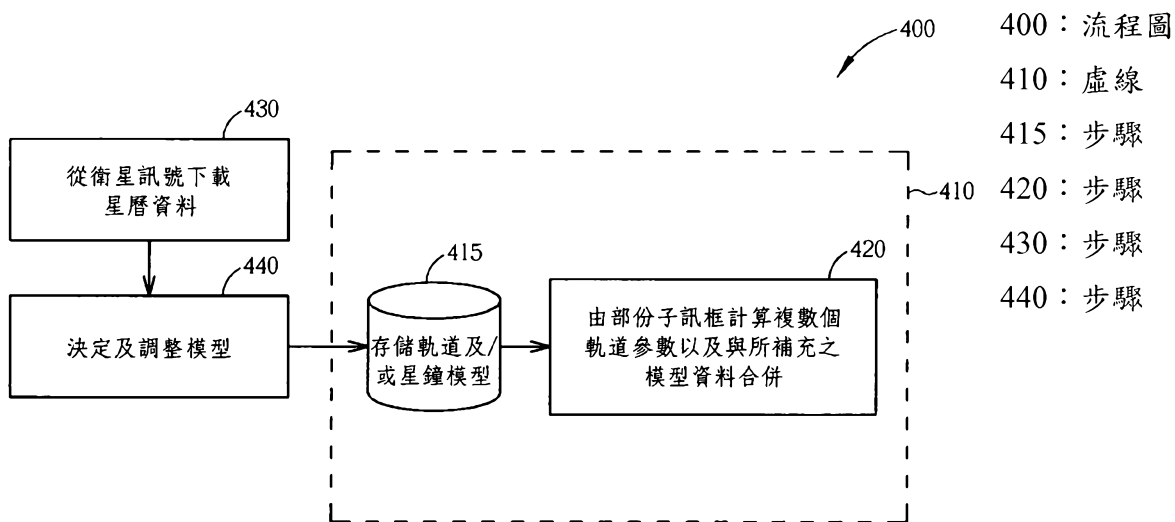 430
從衛星訊號下載
星曆資料
440
決定及調整模型
415
存儲軌道及/
或星鐘模型
420
由部份子訊框計算複數個
軌道參數以及與所補充之
模型資料合併
410
400
400：流程圖
410：虛線
415：步驟
420：步驟
430：步驟
440：步驟